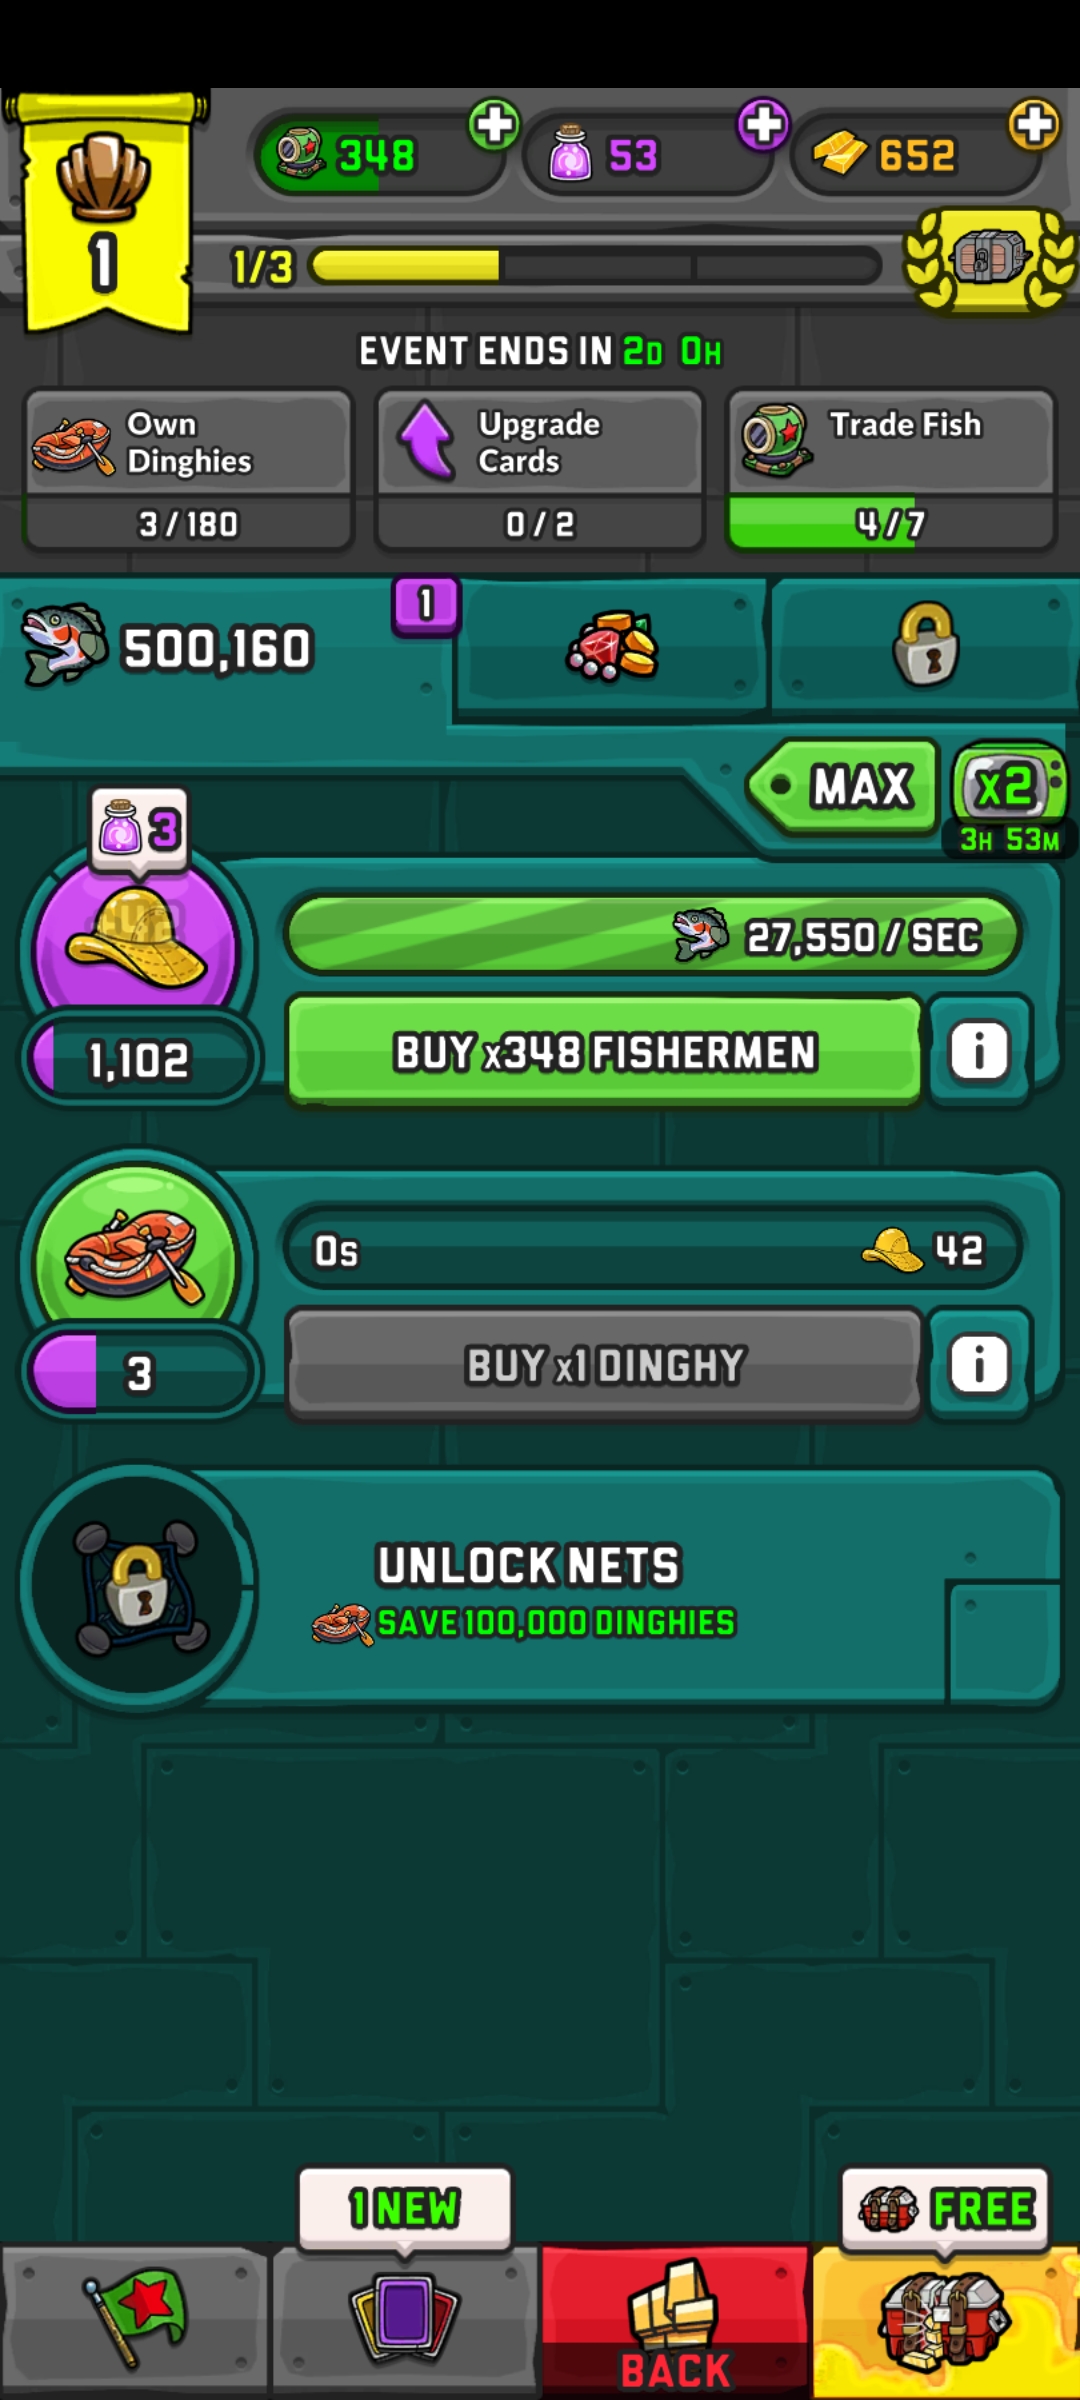 348
53
652
1
1/3
EVENT ENDS IN 2D 0H
Own
Dinghies
3 / 180
Upgrade
Cards
0 / 2
Trade Fish
4 / 7
500,160
1
MAX
x2
3H 53M
3
27,550 / SEC
1,102
BUY x348 FISHERMEN
i
0s
42
3
BUY x1 DINGHY
i
UNLOCK NETS
SAVE 100,000 DINGHIES
1 NEW
FREE
BACK